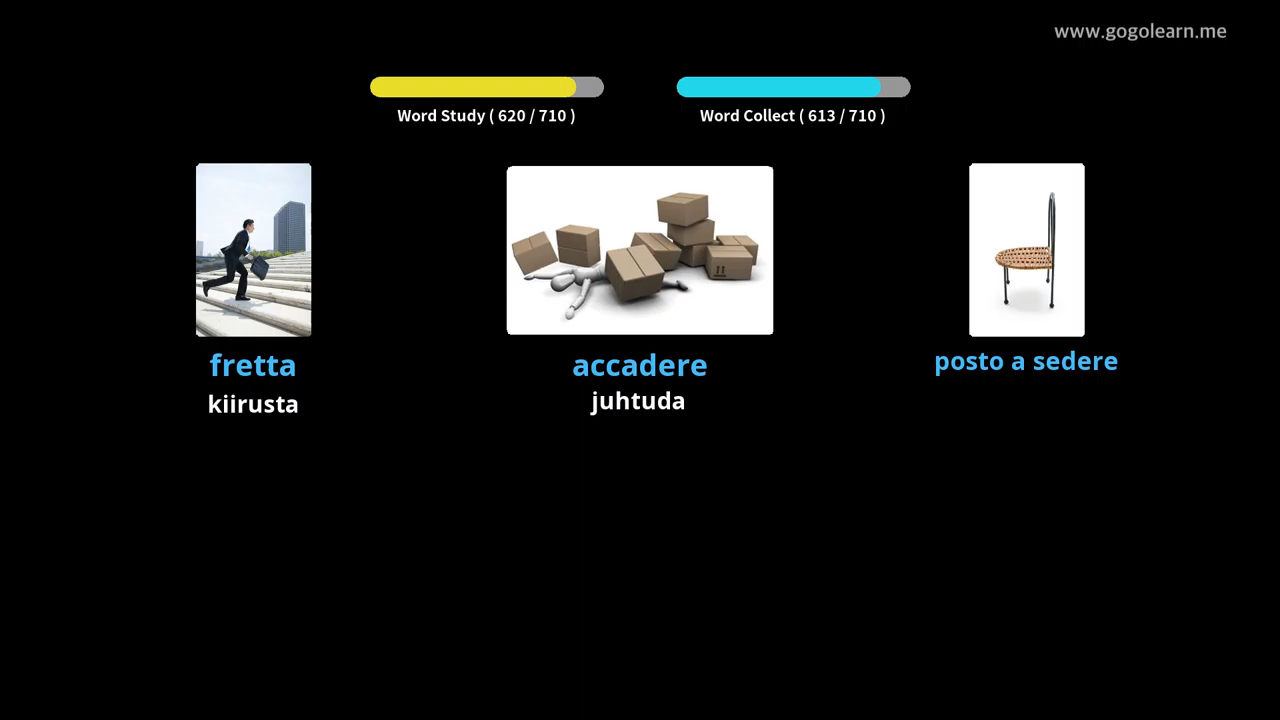 www.gogolearn.me
Word Study ( 620 / 710 )
Word Collect ( 613 / 710 )
fretta
kiirusta
accadere
juhtuda
posto a sedere